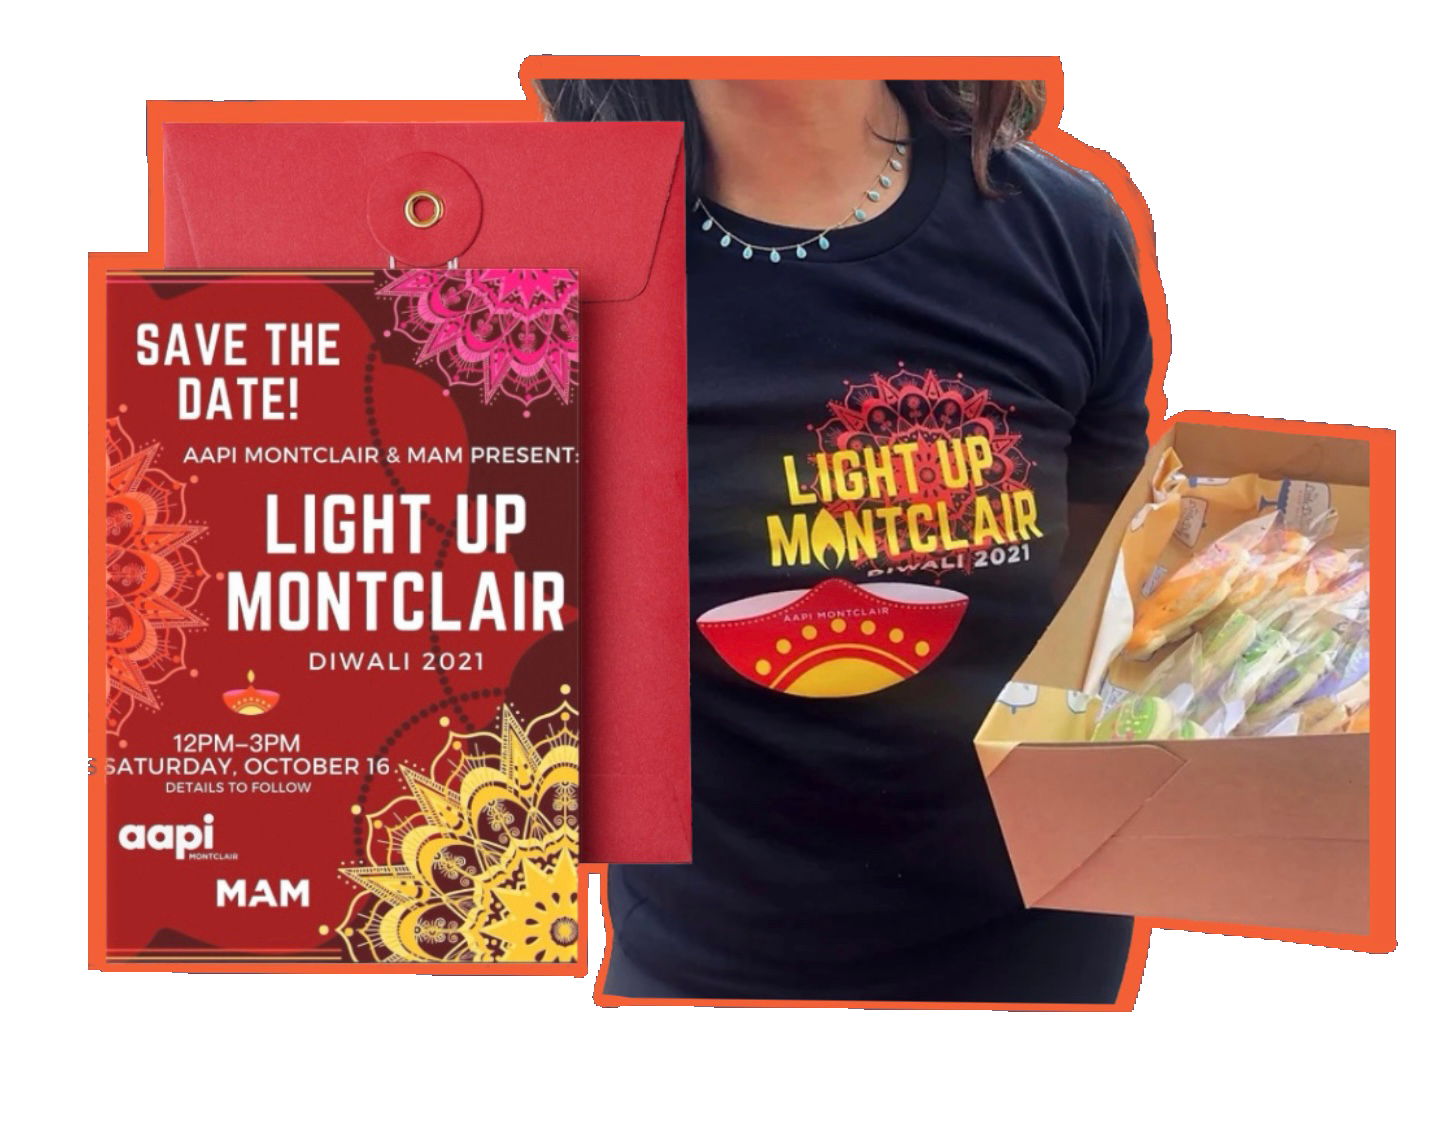 SAVE THE
DATE!
AAPI MONTCLAIR & MAM PRESENT:
LIGHT UP
MONTCLAIR
DIWALI 2021
12PM–3PM
SATURDAY, OCTOBER 16
DETAILS TO FOLLOW
aapi
MONTCLAIR
MAM
LIGHT UP
MONTCLAIR
DIWALI 2021
AAPI MONTCLAIR